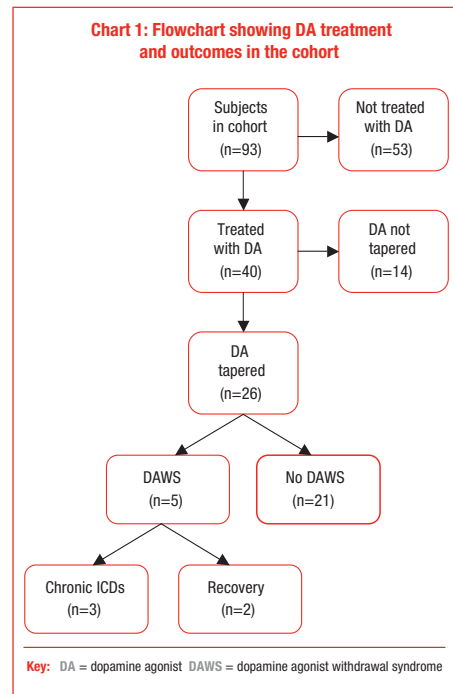 Chart 1: Flowchart showing DA treatment
and outcomes in the cohort
Subjects
in cohort
(n=93)
Not treated
with DA
(n=53)
Treated
with DA
(n=40)
DA not
tapered
(n=14)
DA
tapered
(n=26)
DAWS
(n=5)
No DAWS
(n=21)
Chronic ICDs
(n=3)
Recovery
(n=2)
Key: DA = dopamine agonist DAWS = dopamine agonist withdrawal syndrome